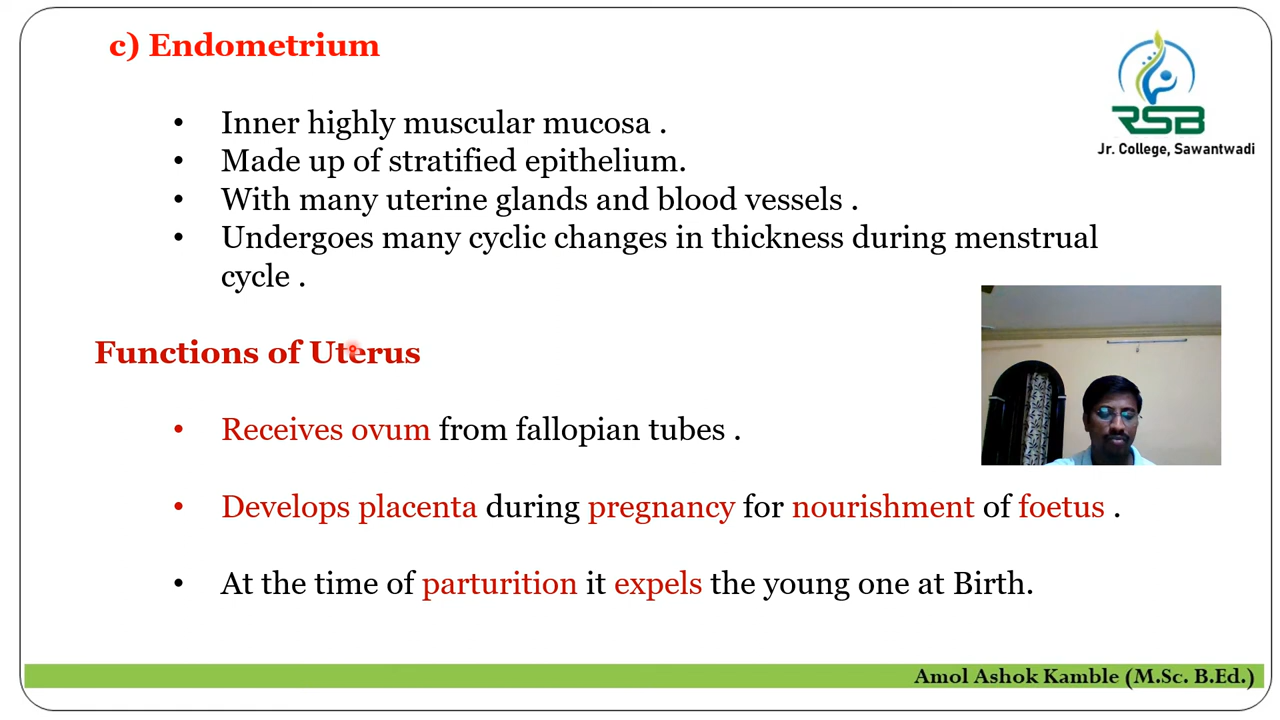 c) Endometrium
RSB
Jr. College, Sawantwadi
• Inner highly muscular mucosa .
• Made up of stratified epithelium.
• With many uterine glands and blood vessels .
• Undergoes many cyclic changes in thickness during menstrual
cycle .
Functions of Uterus
• Receives ovum from fallopian tubes .
• Develops placenta during pregnancy for nourishment of foetus .
• At the time of parturition it expels the young one at Birth.
Amol Ashok Kamble (M.Sc. B.Ed.)